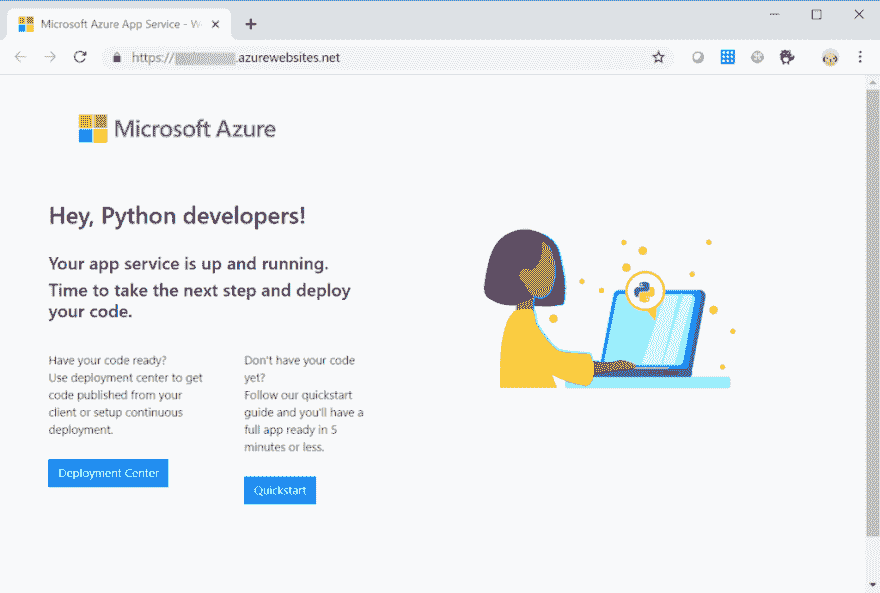 Microsoft Azure App Service - W
https://
.azurewebsites.net
Microsoft Azure
Hey, Python developers!
Your app service is up and running.
Time to take the next step and deploy
your code.
Have your code ready?
Use deployment center to get
code published from your
client or setup continuous
deployment.
Deployment Center
Don't have your code
yet?
Follow our quickstart
guide and you'll have a
full app ready in 5
minutes or less.
Quickstart